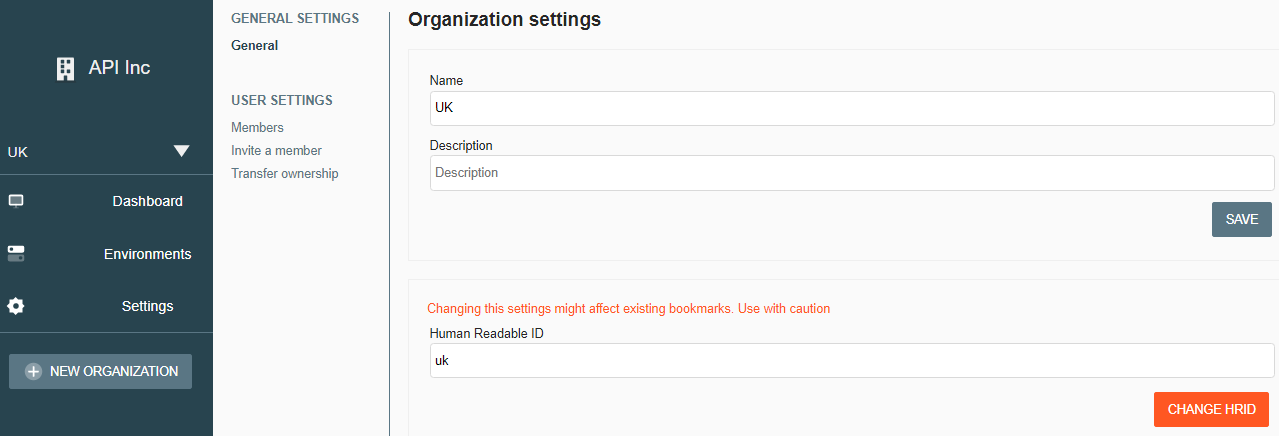 API Inc
UK
Dashboard
Environments
Settings
NEW ORGANIZATION
GENERAL SETTINGS
General
USER SETTINGS
Members
Invite a member
Transfer ownership
Organization settings
Name
UK
Description
Description
SAVE
Changing this settings might affect existing bookmarks. Use with caution
Human Readable ID
uk
CHANGE HRID